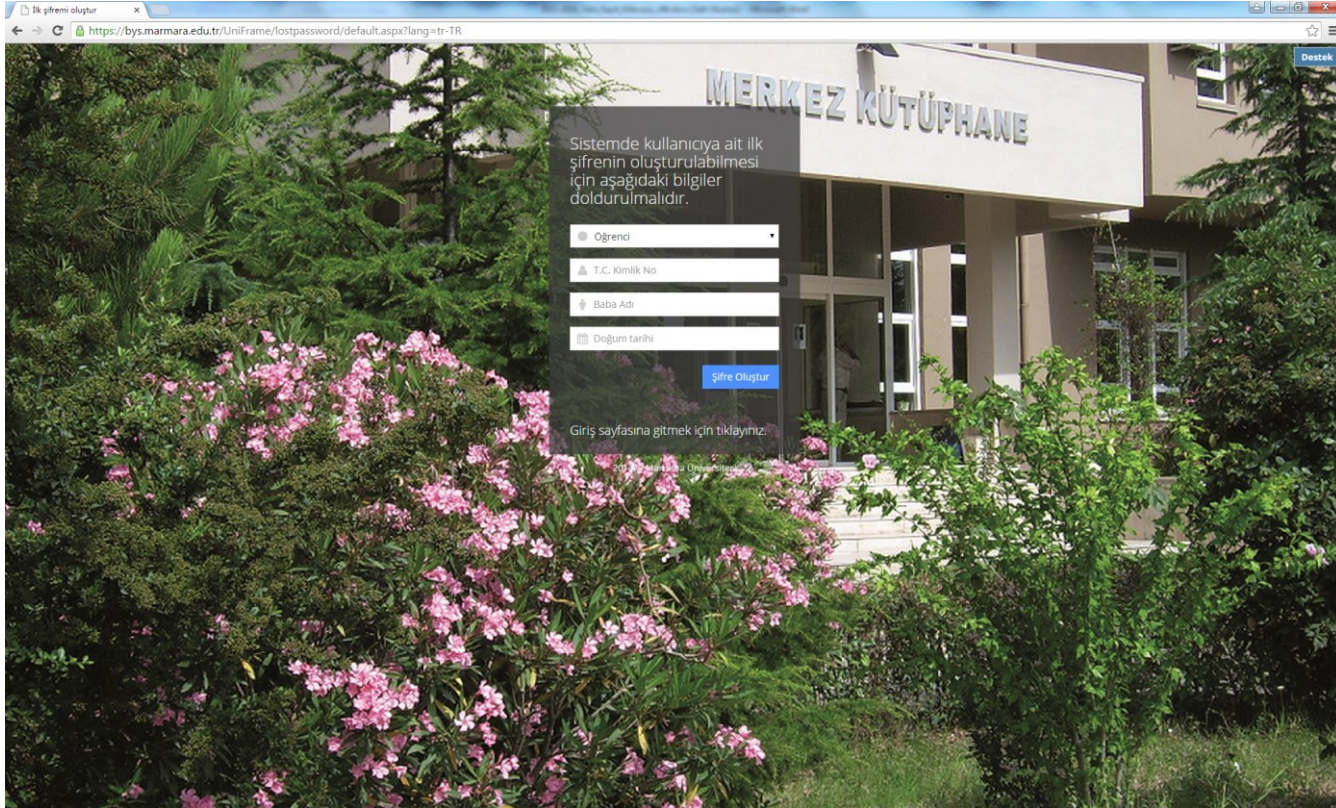 İlk şifremi oluştur
https://bys.marmara.edu.tr/UniFrame/lostpassword/default.aspx?lang=tr-TR
Destek
MERKEZ KÜTÜPHANE
Sistemde kullanıcıya ait ilk
şifrenin oluşturulabilmesi
için aşağıdaki bilgiler
doldurulmalıdır.
Öğrenci
T.C. Kimlik No
Baba Adı
Doğum tarihi
Şifre Oluştur
Giriş sayfasına gitmek için tıklayınız.
Marmara Üniversitesi